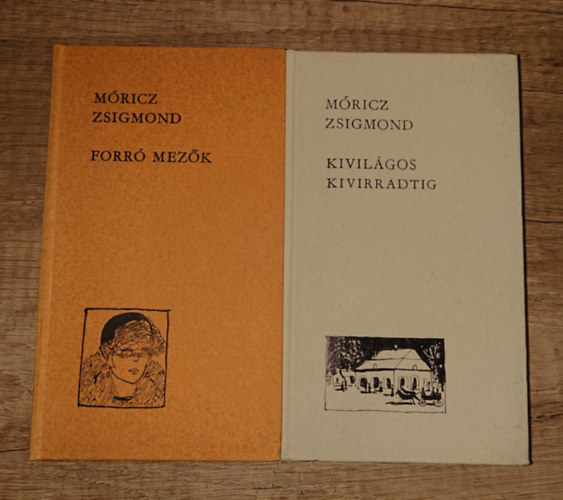 MÓRICZ
ZSIGMOND
FORRÓ MEZŐK
MÓRICZ
ZSIGMOND
KIVILÁGOS
KIVIRRADTIG